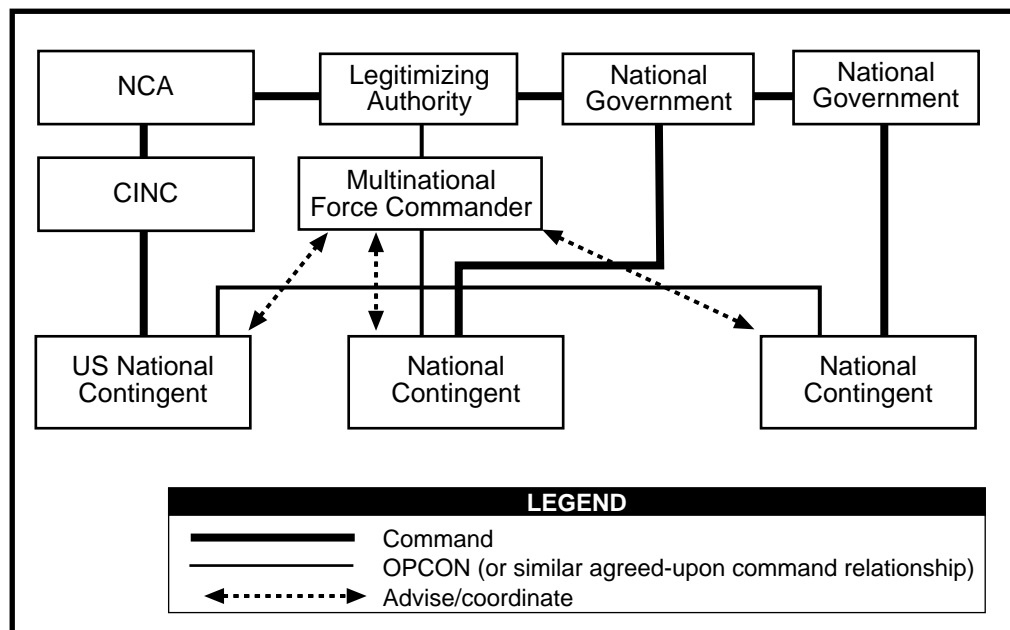 NCA
Legitimizing
Authority
National
Government
National
Government
CINC
Multinational
Force Commander
US National
Contingent
National
Contingent
National
Contingent
LEGEND
Command
OPCON (or similar agreed-upon command relationship)
Advise/coordinate